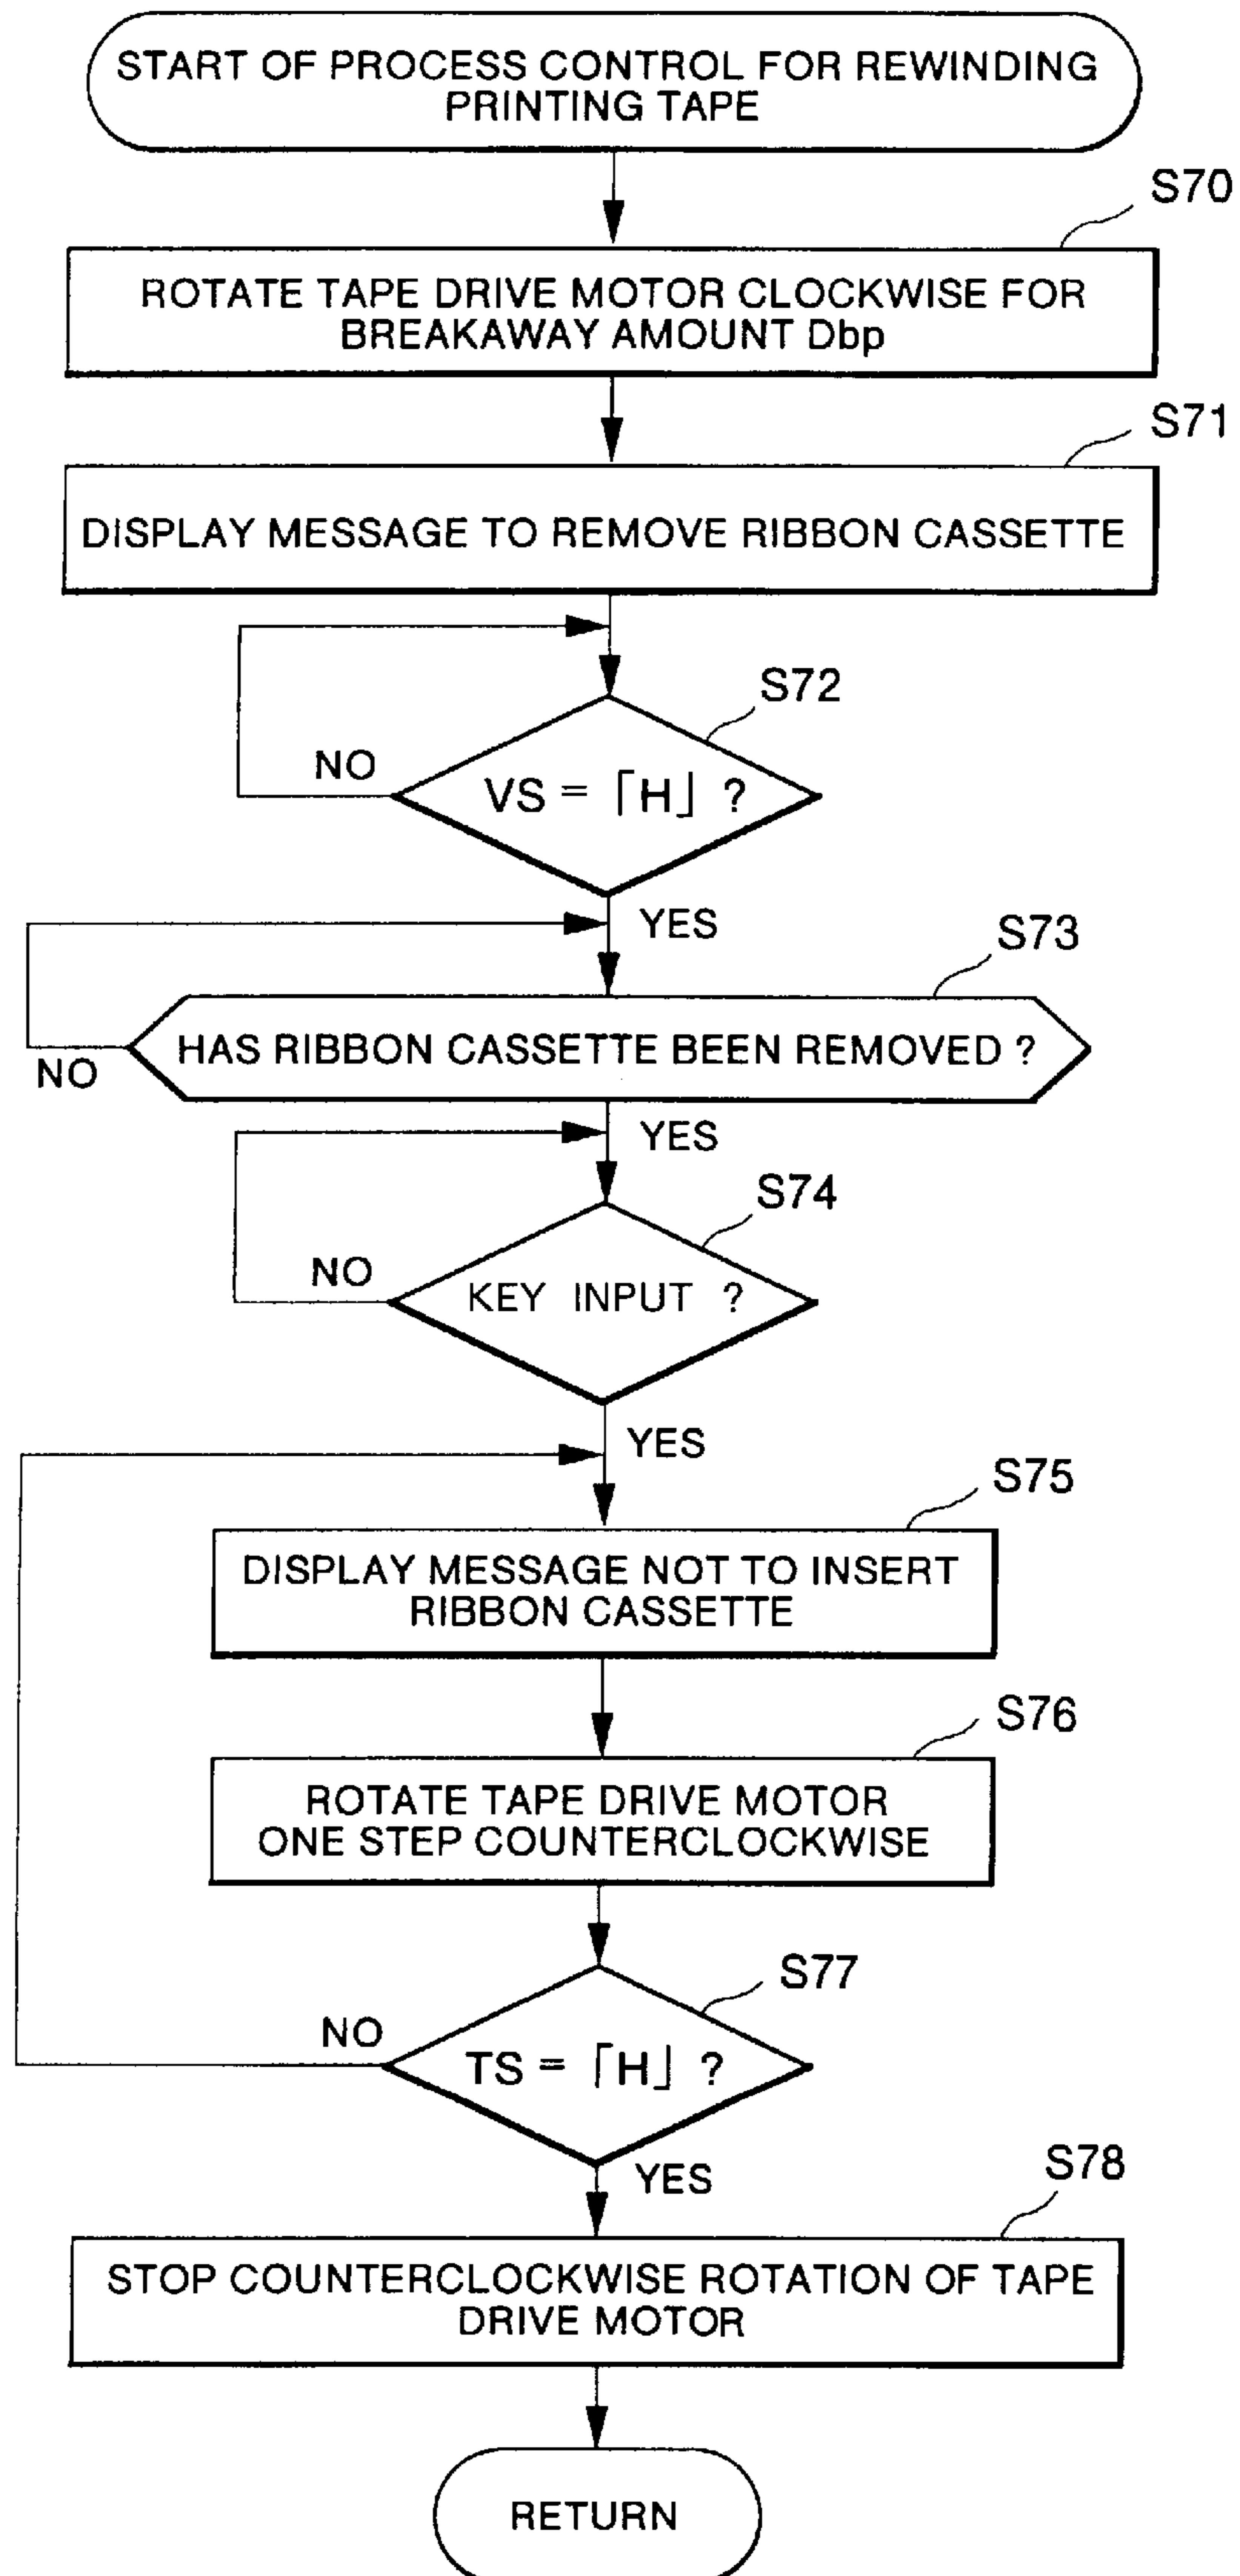 START OF PROCESS CONTROL FOR REWINDING
PRINTING TAPE
S70
ROTATE TAPE DRIVE MOTOR CLOCKWISE FOR
BREAKAWAY AMOUNT Dbp
S71
DISPLAY MESSAGE TO REMOVE RIBBON CASSETTE
S72
NO
VS = ⌈H⌋ ?
YES
S73
HAS RIBBON CASSETTE BEEN REMOVED ?
NO
YES
S74
NO
KEY INPUT ?
YES
S75
DISPLAY MESSAGE NOT TO INSERT
RIBBON CASSETTE
S76
ROTATE TAPE DRIVE MOTOR
ONE STEP COUNTERCLOCKWISE
S77
NO
TS = ⌈H⌋ ?
YES
S78
STOP COUNTERCLOCKWISE ROTATION OF TAPE
DRIVE MOTOR
RETURN